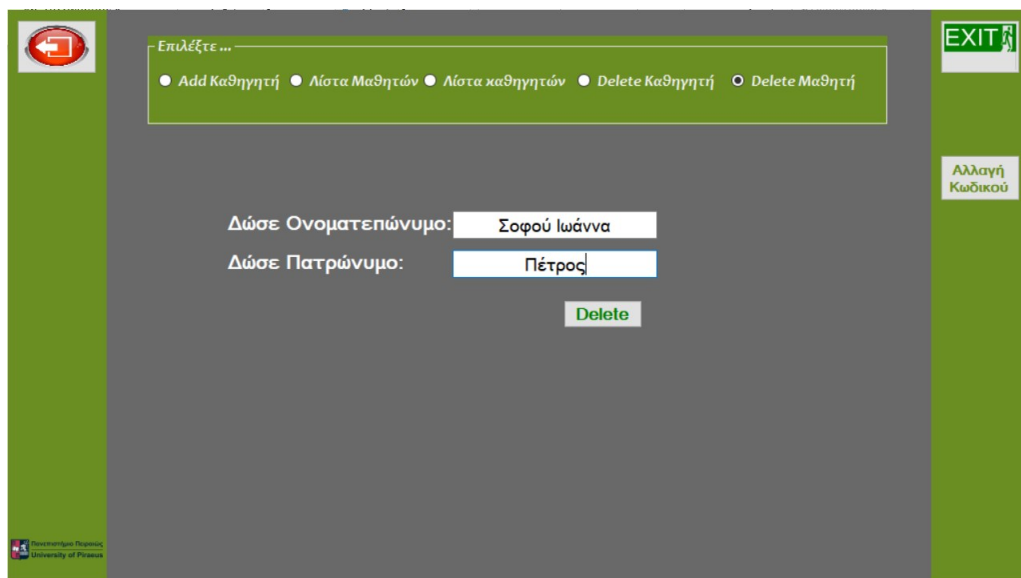 EXIT
Επιλέξτε ...
Add Καθηγητή Λίστα Μαθητών Λίστα καθηγητών Delete Καθηγητή Delete Μαθητή
Αλλαγή
Κωδικού
Δώσε Ονοματεπώνυμο: Σοφού Ιωάννα
Δώσε Πατρώνυμο: Πέτρος
Delete
Πανεπιστήμιο Πειραιώς
University of Piraeus